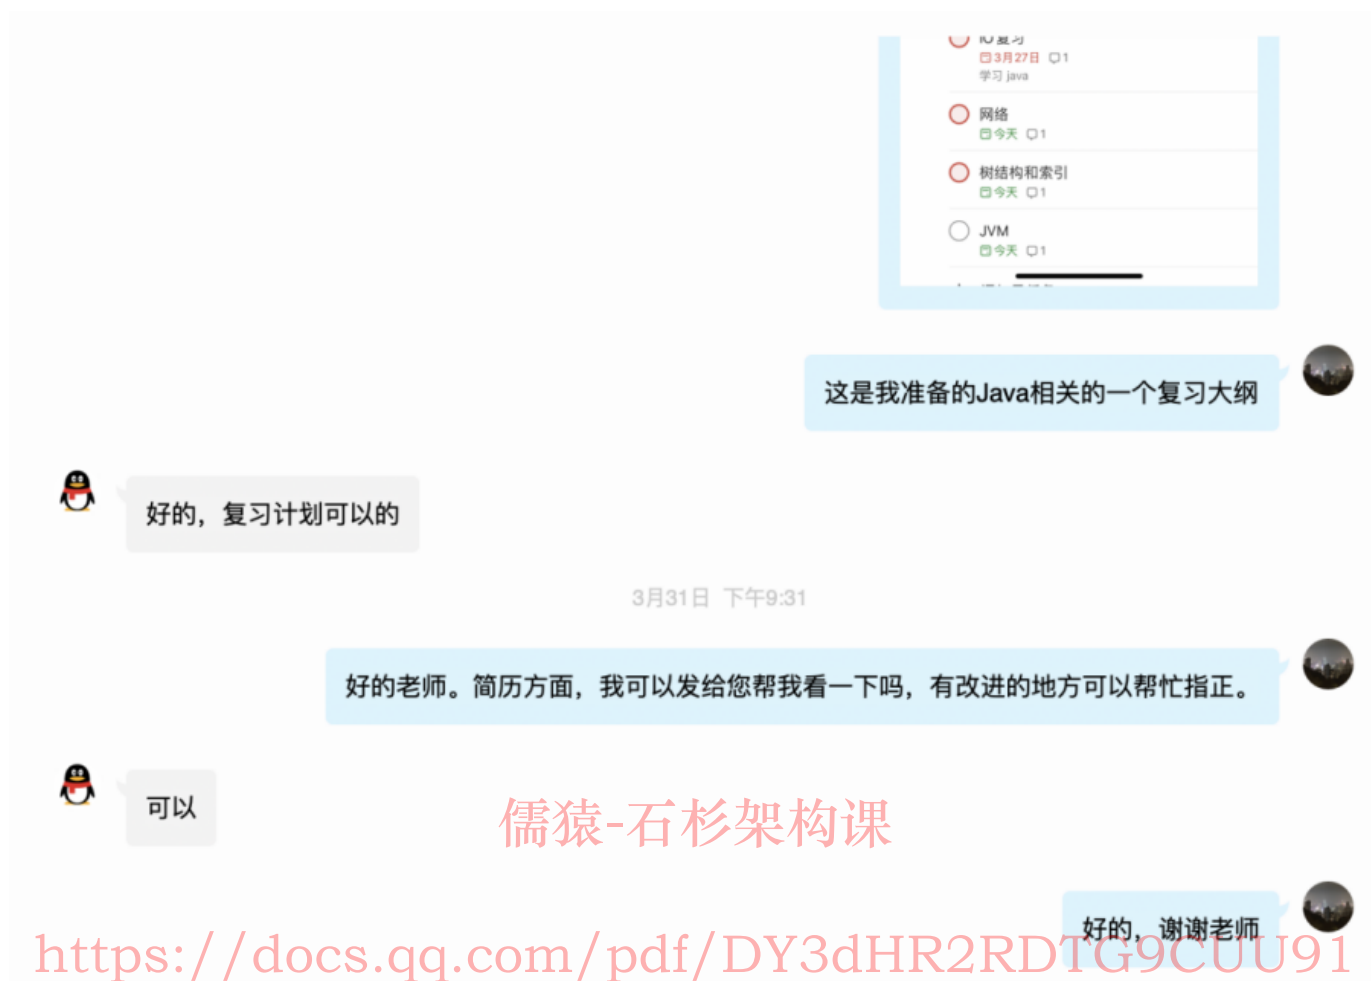 IO 复习
3月27日 1
学习 java
网络
今天 1
树结构和索引
今天 1
JVM
今天 1
这是我准备的Java相关的一个复习大纲
好的，复习计划可以的
3月31日 下午9:31
好的老师。简历方面，我可以发给您帮我看一下吗，有改进的地方可以帮忙指正。
可以
儒猿-石杉架构课
好的，谢谢老师
https://docs.qq.com/pdf/DY3dHR2RDTG9CUU91